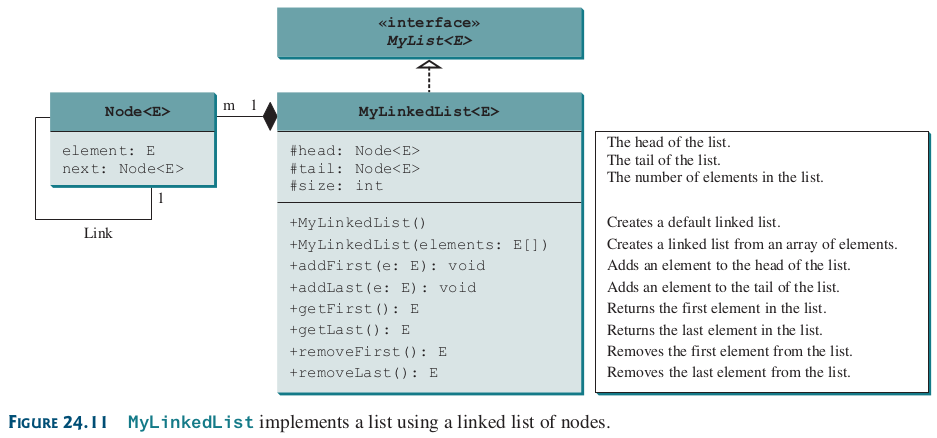 «interface»
MyList<E>
Node<E>
m 1
MyLinkedList<E>
element: E
next: Node<E>
1
Link
#head: Node<E>
#tail: Node<E>
#size: int
+MyLinkedList()
+MyLinkedList(elements: E[])
+addFirst(e: E): void
+addLast(e: E): void
+getFirst(): E
+getLast(): E
+removeFirst(): E
+removeLast(): E
The head of the list.
The tail of the list.
The number of elements in the list.
Creates a default linked list.
Creates a linked list from an array of elements.
Adds an element to the head of the list.
Adds an element to the tail of the list.
Returns the first element in the list.
Returns the last element in the list.
Removes the first element from the list.
Removes the last element from the list.
FIGURE 24.11 MyLinkedList implements a list using a linked list of nodes.